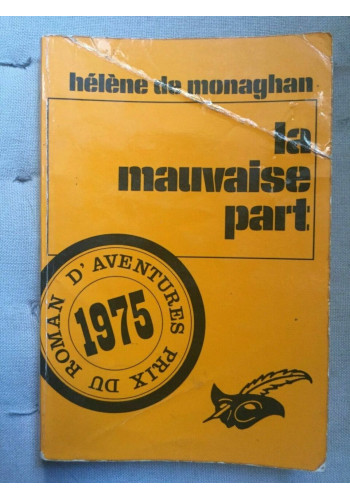 hélène de monaghan
la
mauvaise
part
PRIX DU ROMAN D'AVENTURES
1975